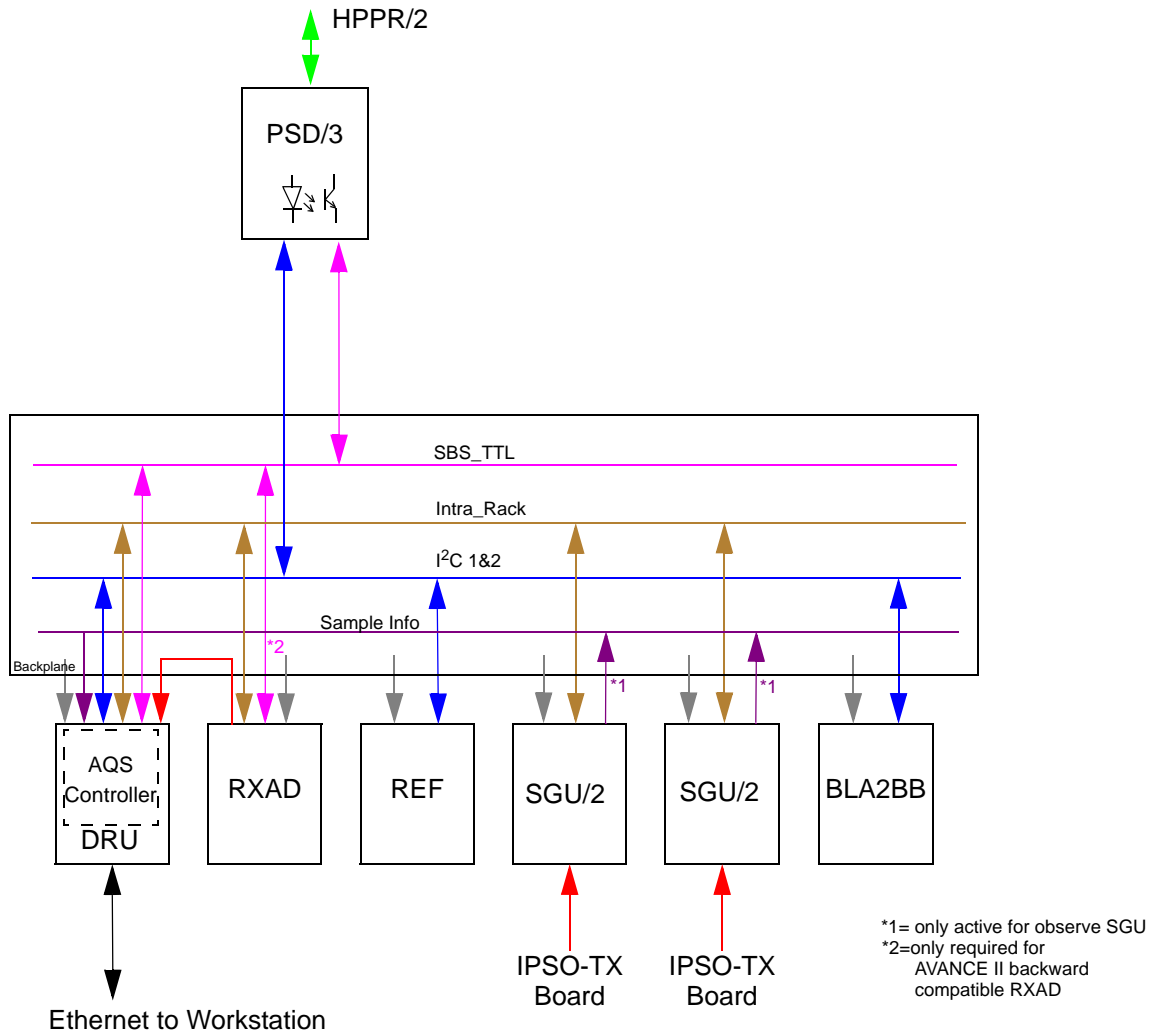 HPPR/2
PSD/3
SBS_TTL
Intra_Rack
I²C 1&2
Sample Info
*2
Backplane
*1
*1
AQS
Controller
DRU
RXAD
REF
SGU/2
SGU/2
BLA2BB
*1= only active for observe SGU
*2=only required for
AVANCE II backward
compatible RXAD
IPSO-TX
Board
IPSO-TX
Board
Ethernet to Workstation